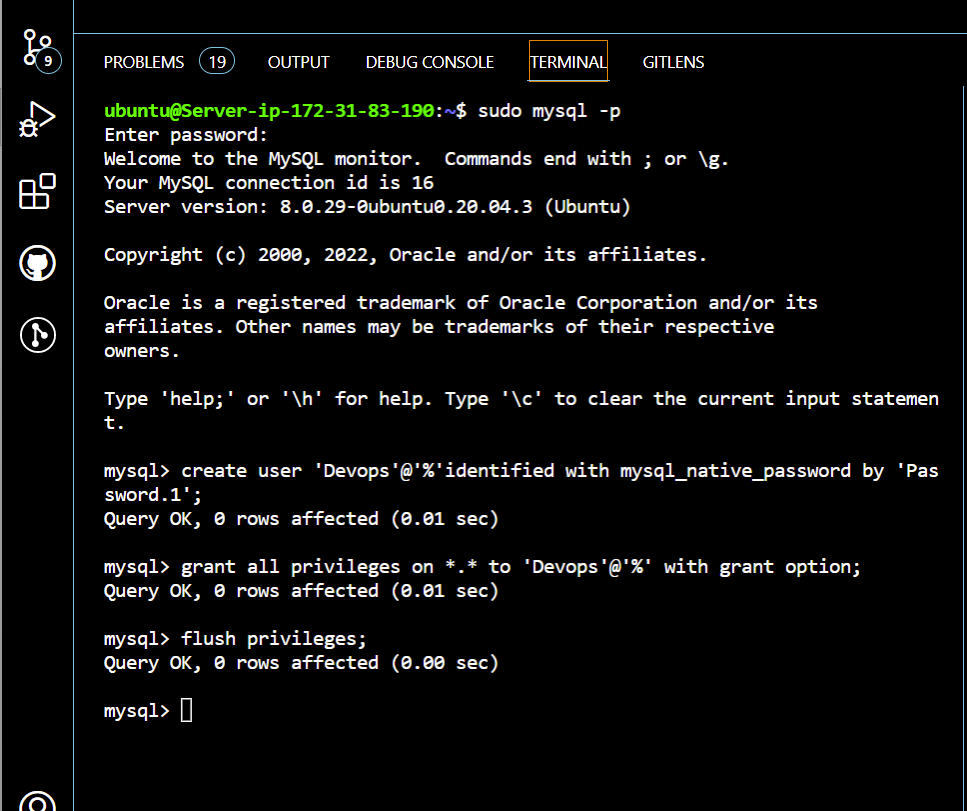 9
PROBLEMS 19 OUTPUT DEBUG CONSOLE TERMINAL GITLENS
ubuntu@Server-ip-172-31-83-190:~$ sudo mysql -p
Enter password:
Welcome to the MySQL monitor.  Commands end with ; or \g.
Your MySQL connection id is 16
Server version: 8.0.29-0ubuntu0.20.04.3 (Ubuntu)
Copyright (c) 2000, 2022, Oracle and/or its affiliates.
Oracle is a registered trademark of Oracle Corporation and/or its
affiliates. Other names may be trademarks of their respective
owners.
Type 'help;' or '\h' for help. Type '\c' to clear the current input statemen
t.
mysql> create user 'Devops'@'%'identified with mysql_native_password by 'Pas
sword.1';
Query OK, 0 rows affected (0.01 sec)
mysql> grant all privileges on *.* to 'Devops'@'%' with grant option;
Query OK, 0 rows affected (0.01 sec)
mysql> flush privileges;
Query OK, 0 rows affected (0.00 sec)
mysql>